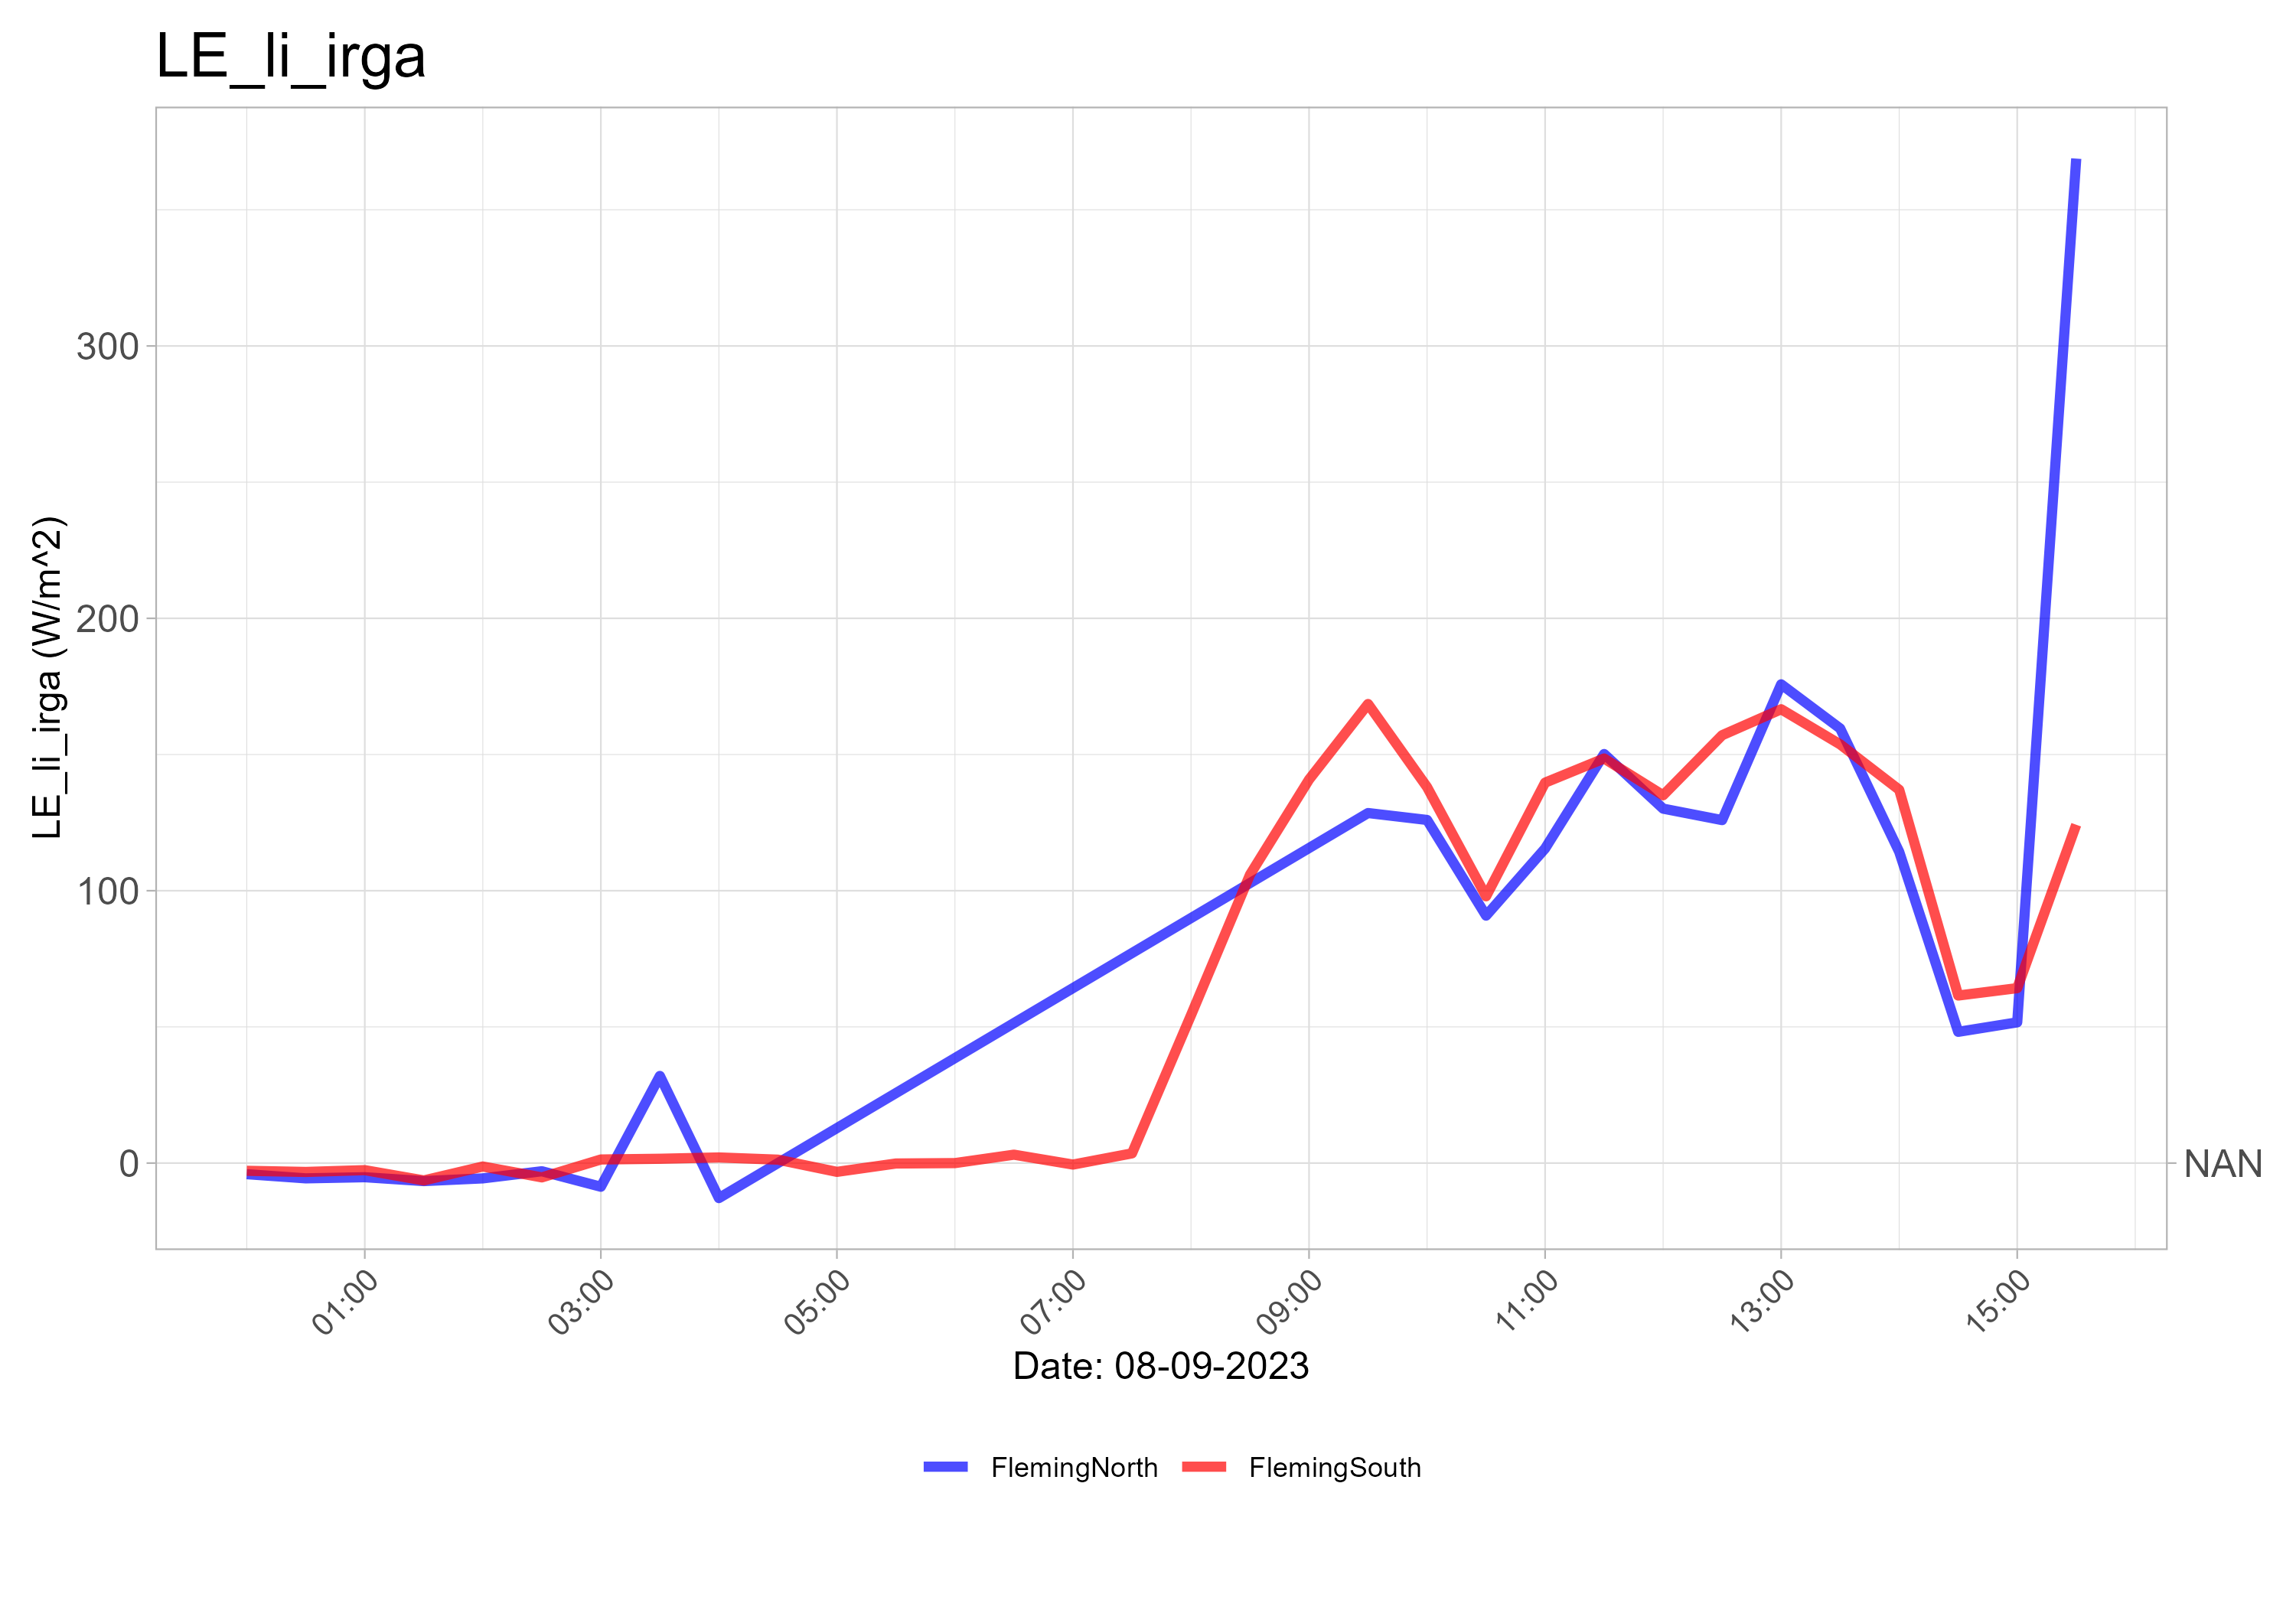 LE_li_irga
LE_li_irga (W/m^2)
300
200
100
0
NAN
01:00
03:00
05:00
07:00
09:00
11:00
13:00
15:00
Date: 08-09-2023
FlemingNorth
FlemingSouth